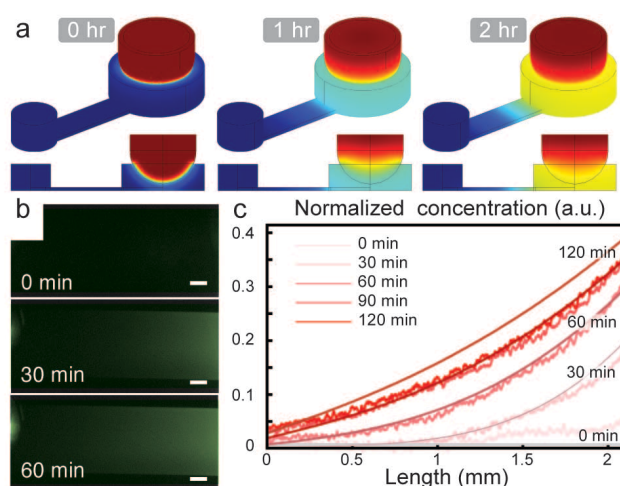 a
0 hr
1 hr
2 hr
b
0 min
30 min
60 min
c
Normalized concentration (a.u.)
0.4
0.3
0.2
0.1
0
0 min
30 min
60 min
90 min
120 min
120 min
60 min
30 min
0 min
0
0.5
1
1.5
2
Length (mm)